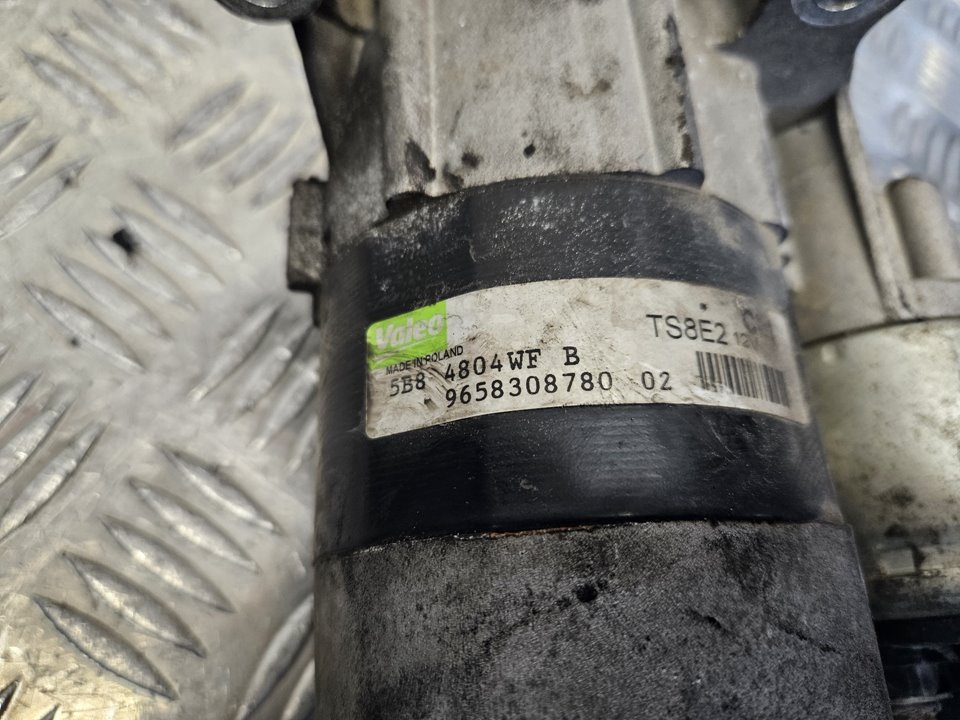 Valeo
TS8E2
MADE IN POLAND
5B8 4804WF B
9658308780 02